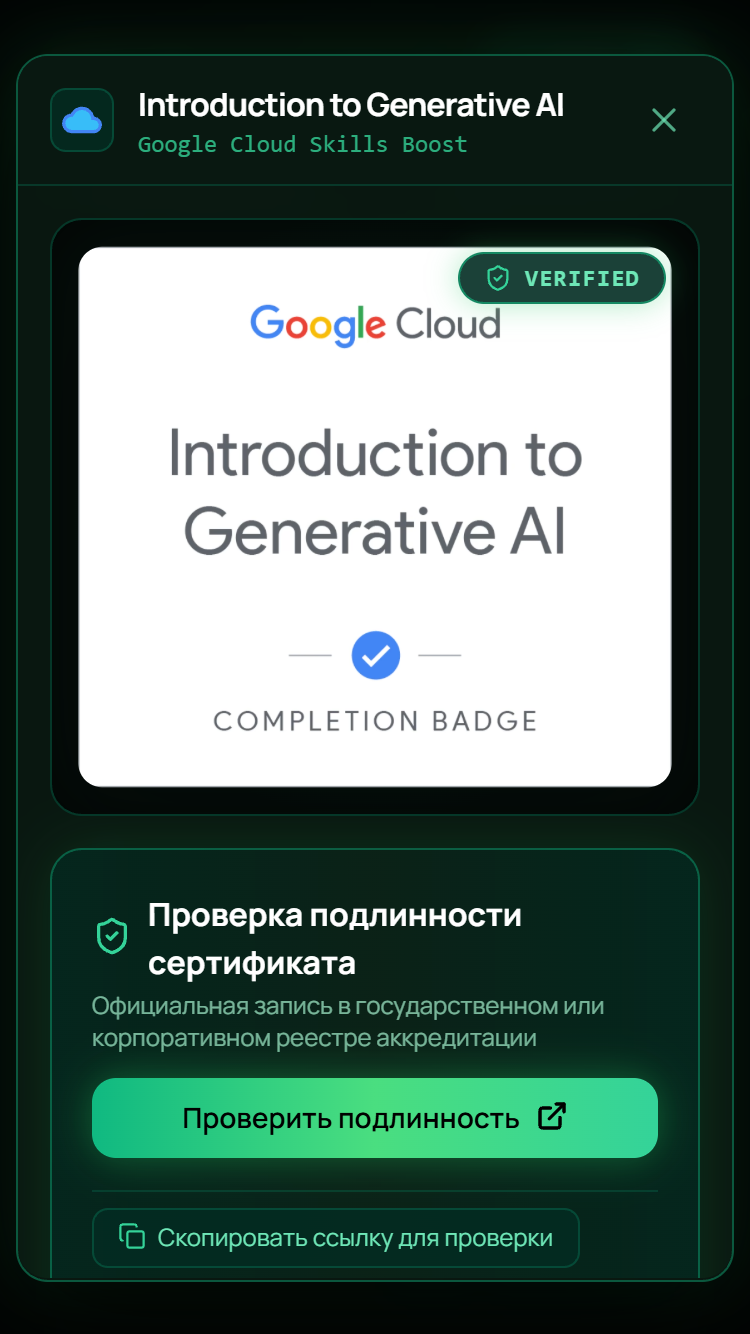 Introduction to Generative AI
Google Cloud Skills Boost
VERIFIED
Google Cloud
Introduction to
Generative AI
COMPLETION BADGE
Проверка подлинности
сертификата
Официальная запись в государственном или
корпоративном реестре аккредитации
Проверить подлинность
Скопировать ссылку для проверки